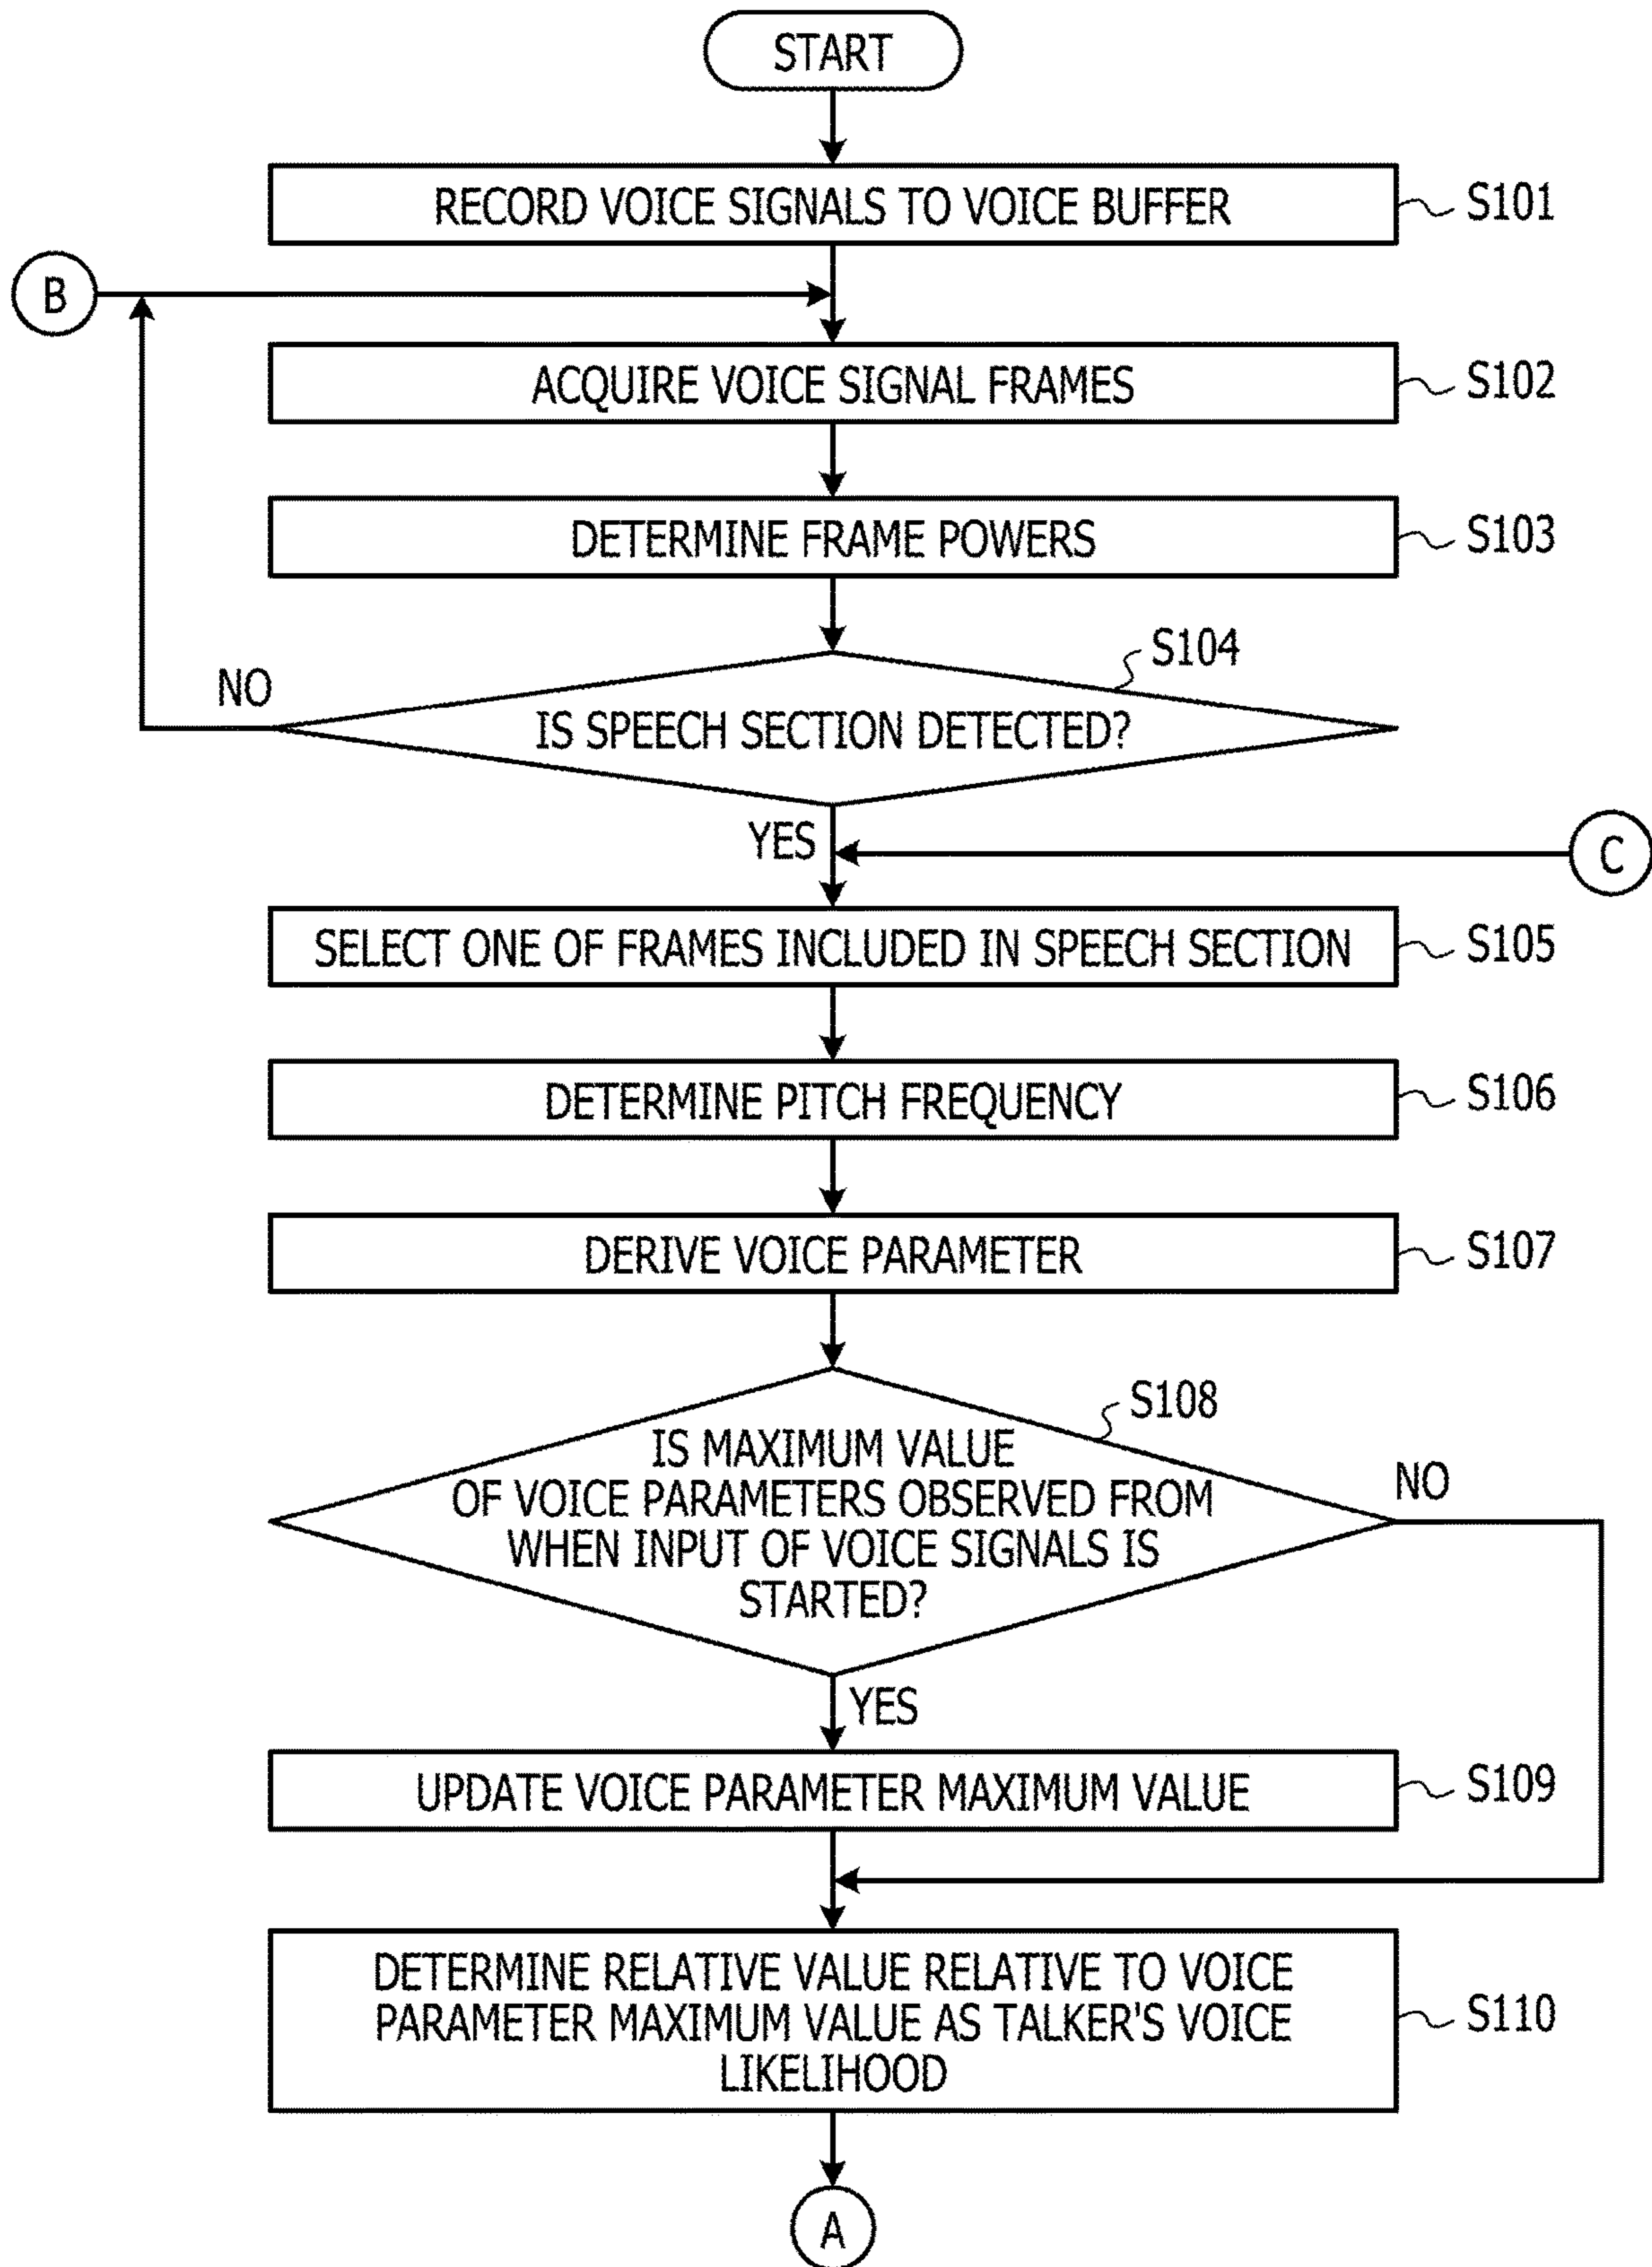 START
RECORD VOICE SIGNALS TO VOICE BUFFER
S101
B
ACQUIRE VOICE SIGNAL FRAMES
S102
DETERMINE FRAME POWERS
S103
S104
NO
IS SPEECH SECTION DETECTED?
YES
C
SELECT ONE OF FRAMES INCLUDED IN SPEECH SECTION
S105
DETERMINE PITCH FREQUENCY
S106
DERIVE VOICE PARAMETER
S107
S108
IS MAXIMUM VALUE
OF VOICE PARAMETERS OBSERVED FROM
WHEN INPUT OF VOICE SIGNALS IS
STARTED?
NO
YES
UPDATE VOICE PARAMETER MAXIMUM VALUE
S109
DETERMINE RELATIVE VALUE RELATIVE TO VOICE
PARAMETER MAXIMUM VALUE AS TALKER'S VOICE
LIKELIHOOD
S110
A